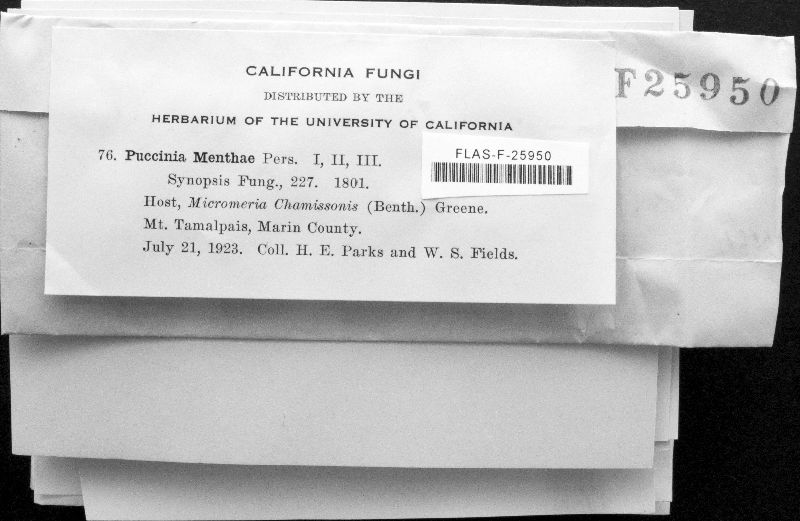 CALIFORNIA FUNGI
DISTRIBUTED BY THE
HERBARIUM OF THE UNIVERSITY OF CALIFORNIA
76. Puccinia Menthae Pers. I, II, III.
Synopsis Fung., 227. 1801.
Host, Micromeria Chamissonis (Benth.) Greene.
Mt. Tamalpais, Marin County.
July 21, 1923. Coll. H. E. Parks and W. S. Fields.
FLAS-F-25950
F25950